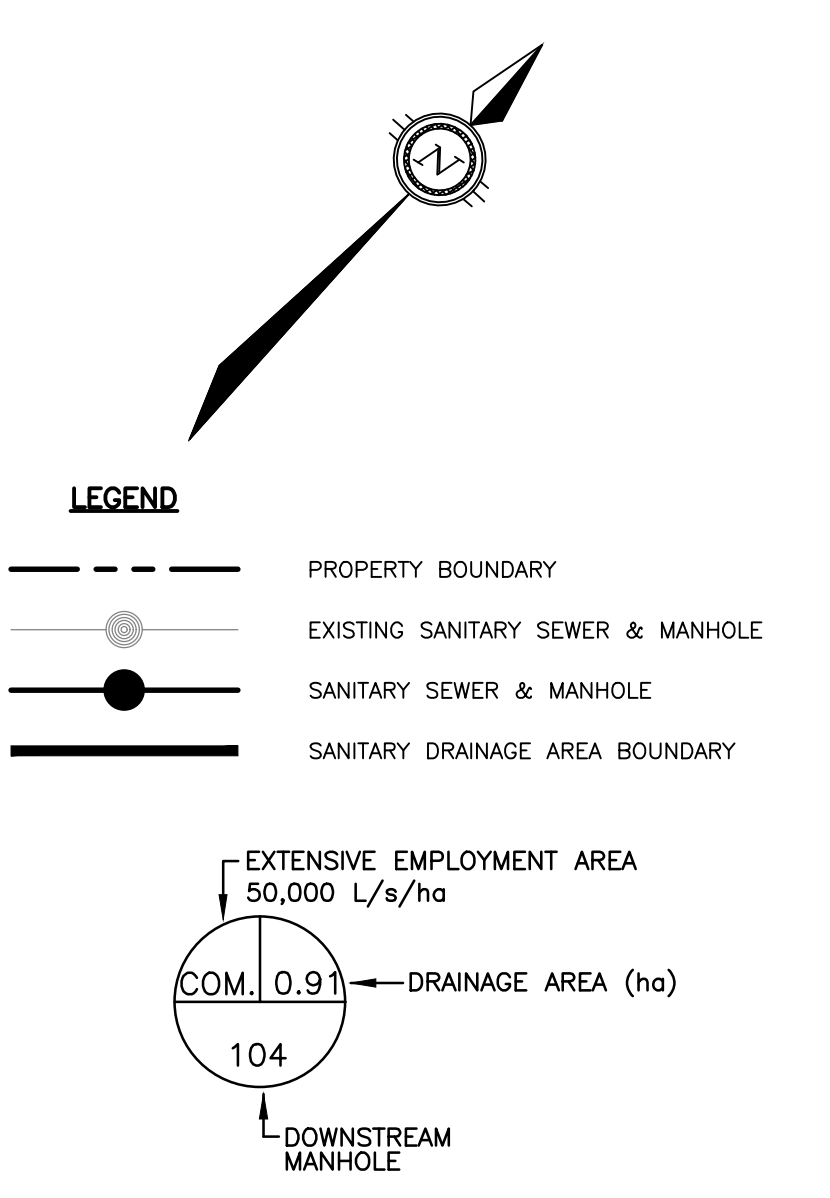 N
LEGEND
PROPERTY BOUNDARY
EXISTING SANITARY SEWER & MANHOLE
SANITARY SEWER & MANHOLE
SANITARY DRAINAGE AREA BOUNDARY
EXTENSIVE EMPLOYMENT AREA
50,000 L/s/ha
COM. 0.91
DRAINAGE AREA (ha)
104
DOWNSTREAM
MANHOLE